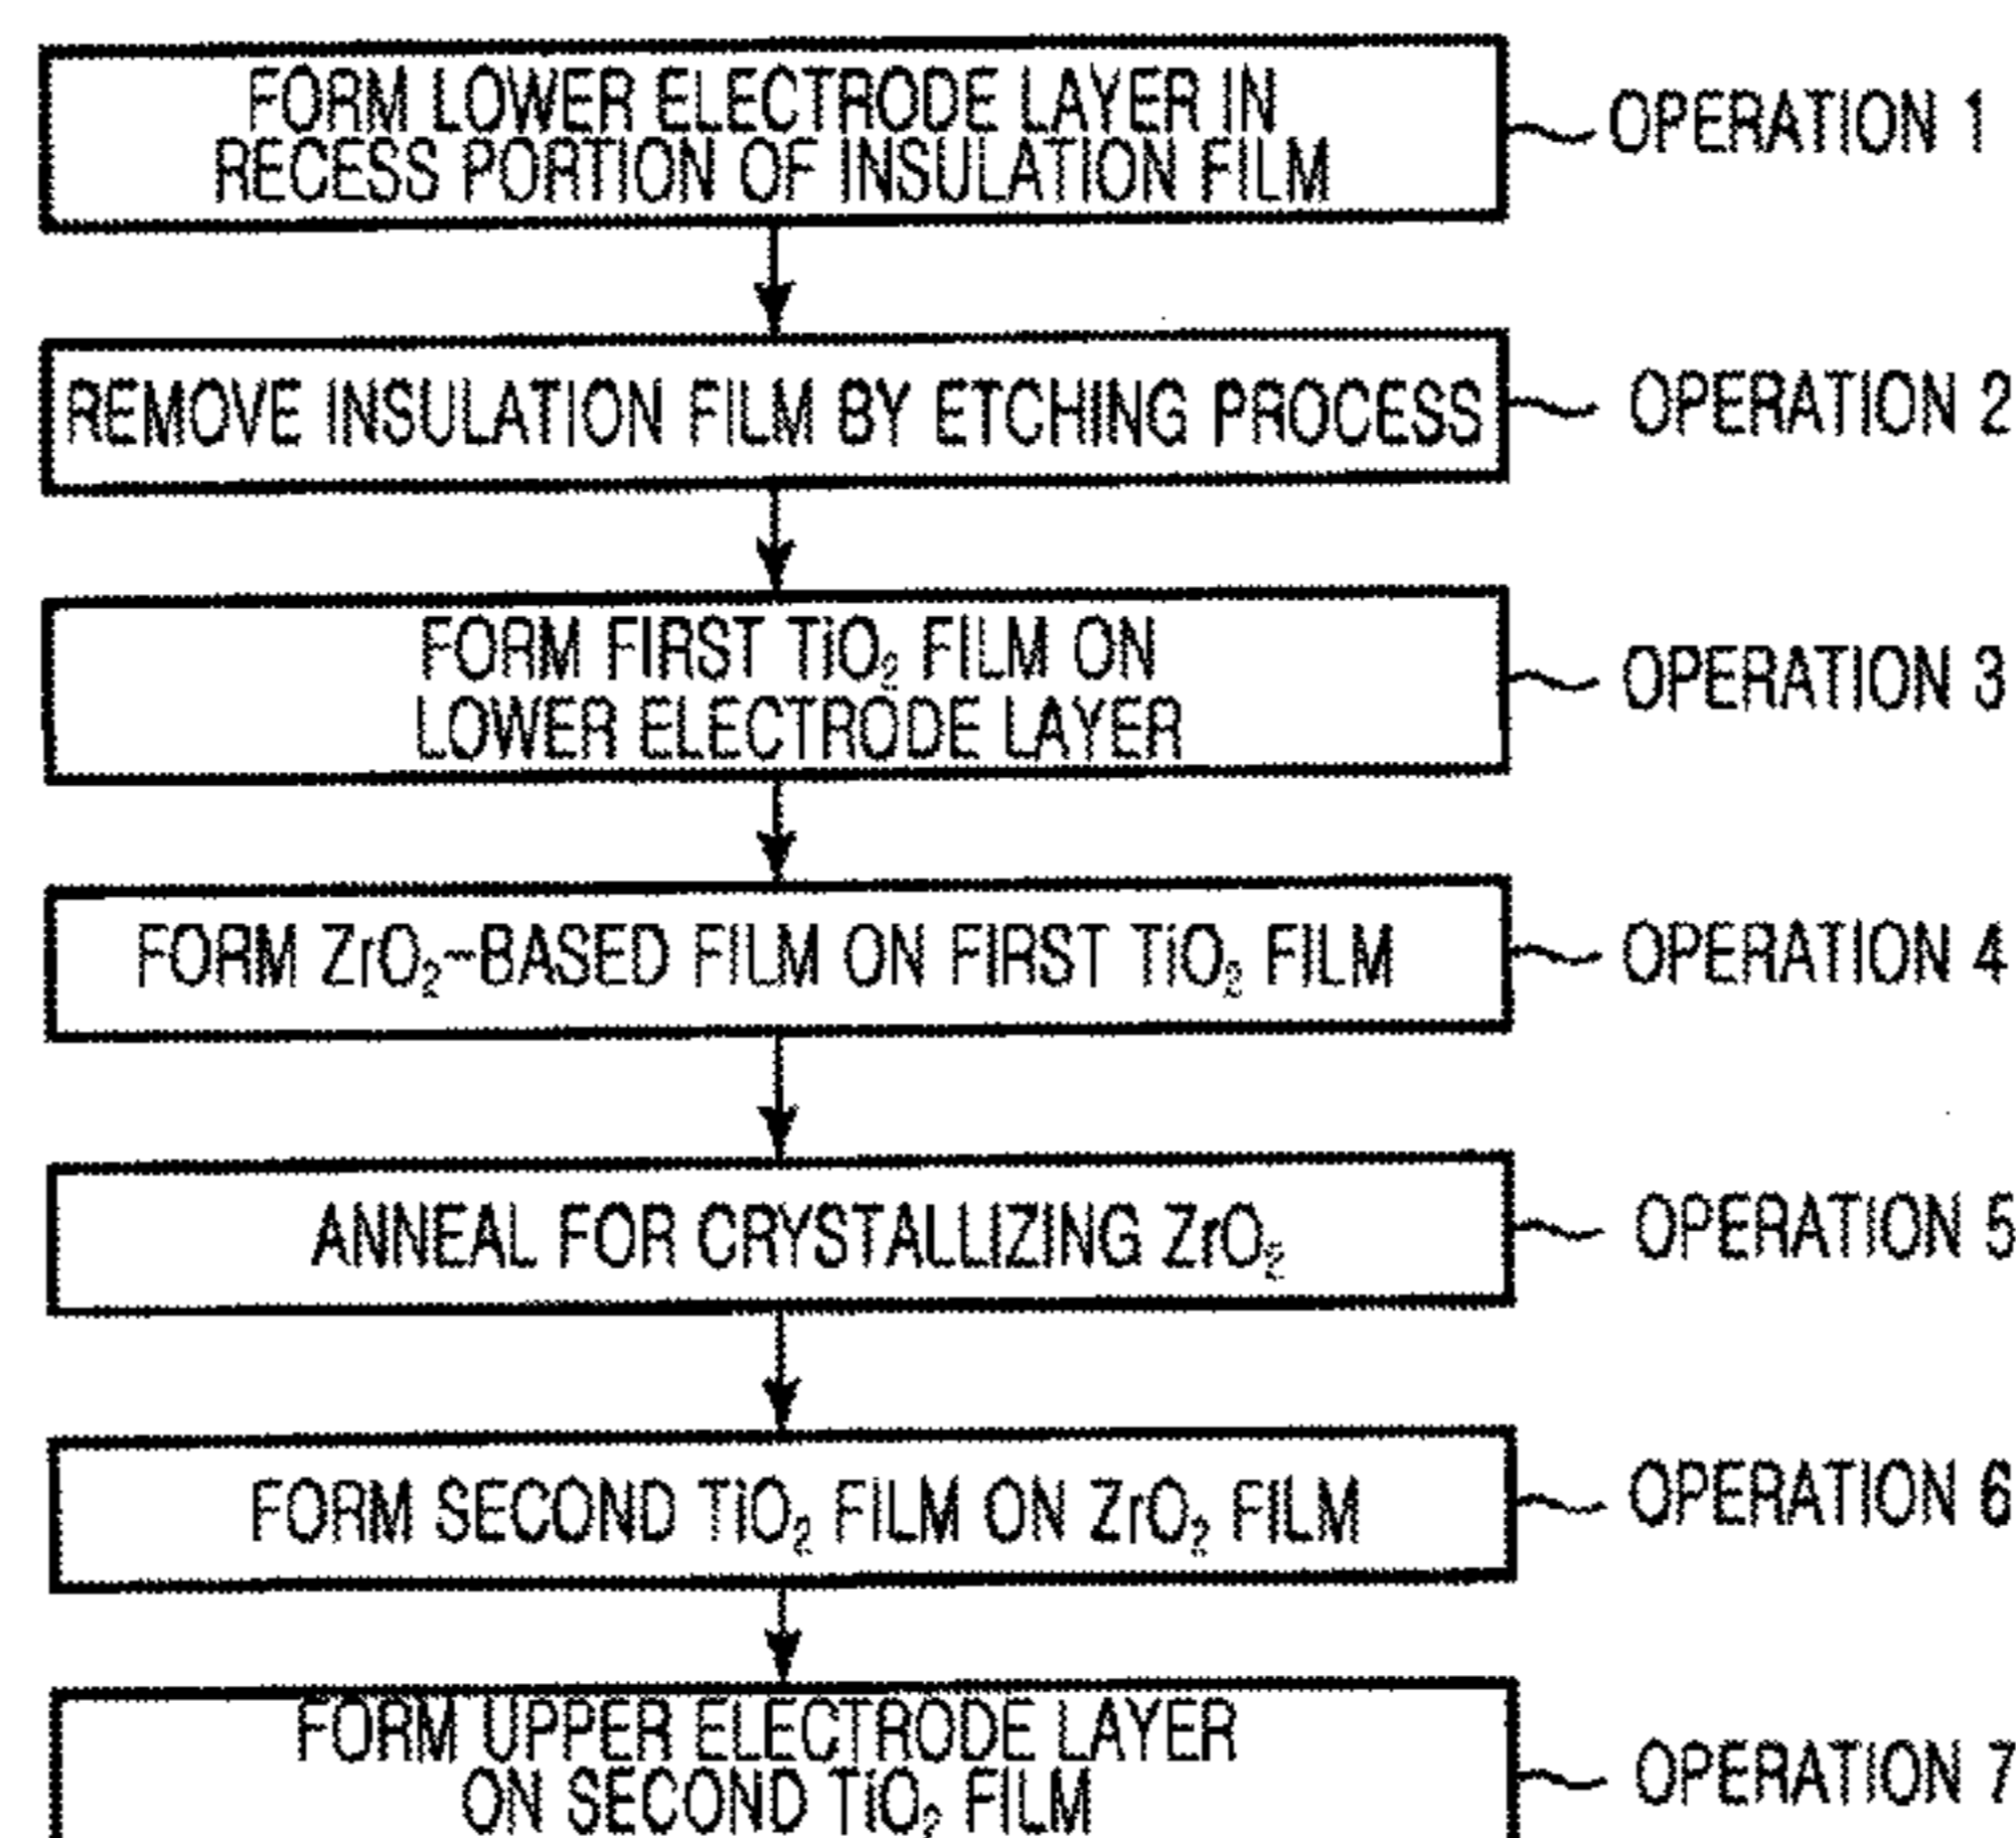 FORM LOWER ELECTRODE LAYER IN
RECESS PORTION OF INSULATION FILM
OPERATION 1
REMOVE INSULATION FILM BY ETCHING PROCESS
OPERATION 2
FORM FIRST TiO₂ FILM ON
LOWER ELECTRODE LAYER
OPERATION 3
FORM ZrO₂-BASED FILM ON FIRST TiO₂ FILM
OPERATION 4
ANNEAL FOR CRYSTALLIZING ZrO₂
OPERATION 5
FORM SECOND TiO₂ FILM ON ZrO₂ FILM
OPERATION 6
FORM UPPER ELECTRODE LAYER
ON SECOND TiO₂ FILM
OPERATION 7